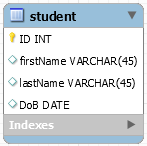 student
ID INT
firstName VARCHAR(45)
lastName VARCHAR(45)
DoB DATE
Indexes